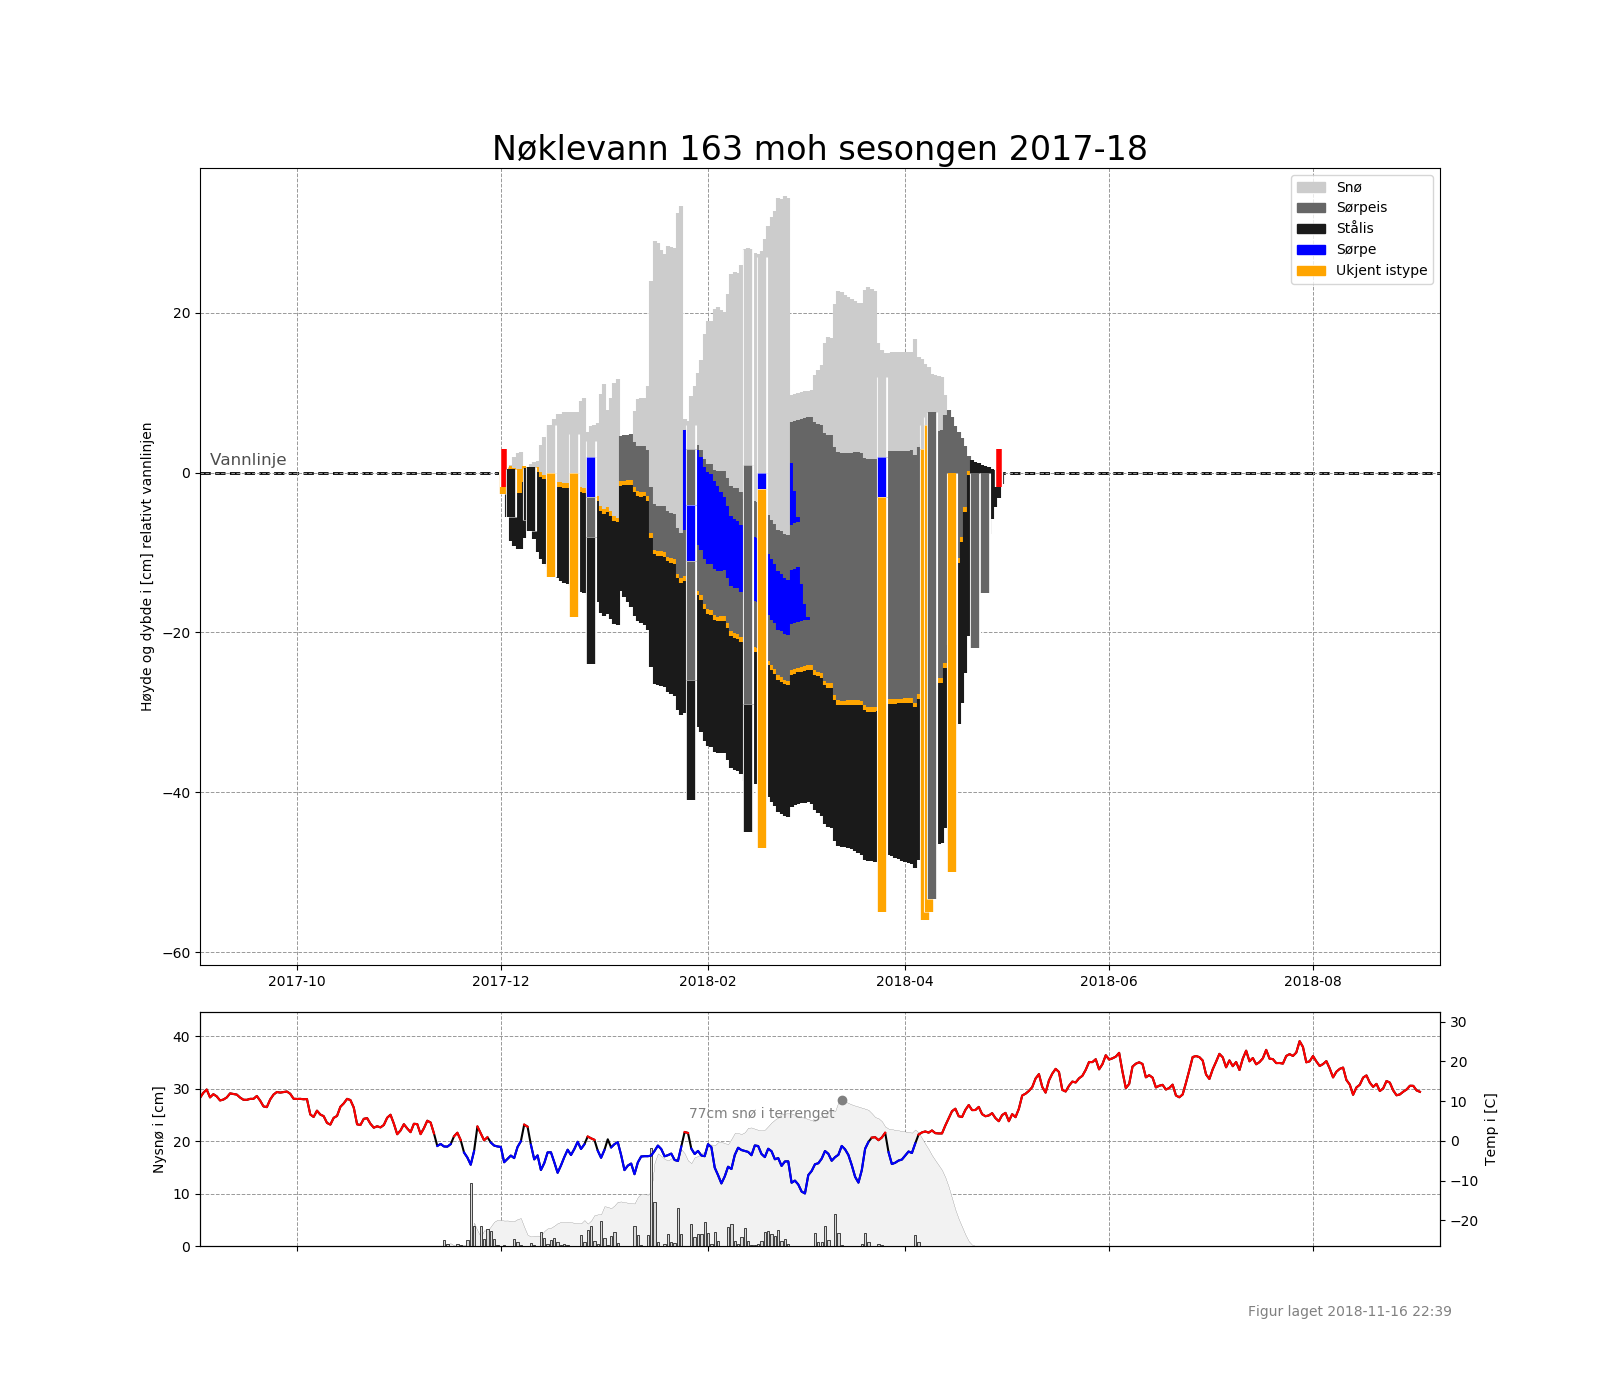 Nøklevann 163 moh sesongen 2017-18
Snø
Sørpeis
Stålis
Sørpe
Ukjent istype
Høyde og dybde i [cm] relativt vannlinjen
20
0
−20
−40
−60
Vannlinje
2017-10
2017-12
2018-02
2018-04
2018-06
2018-08
Nysnø i [cm]
40
30
20
10
0
77cm snø i terrenget
30
20
10
0
−10
−20
Temp i [C]
Figur laget 2018-11-16 22:39